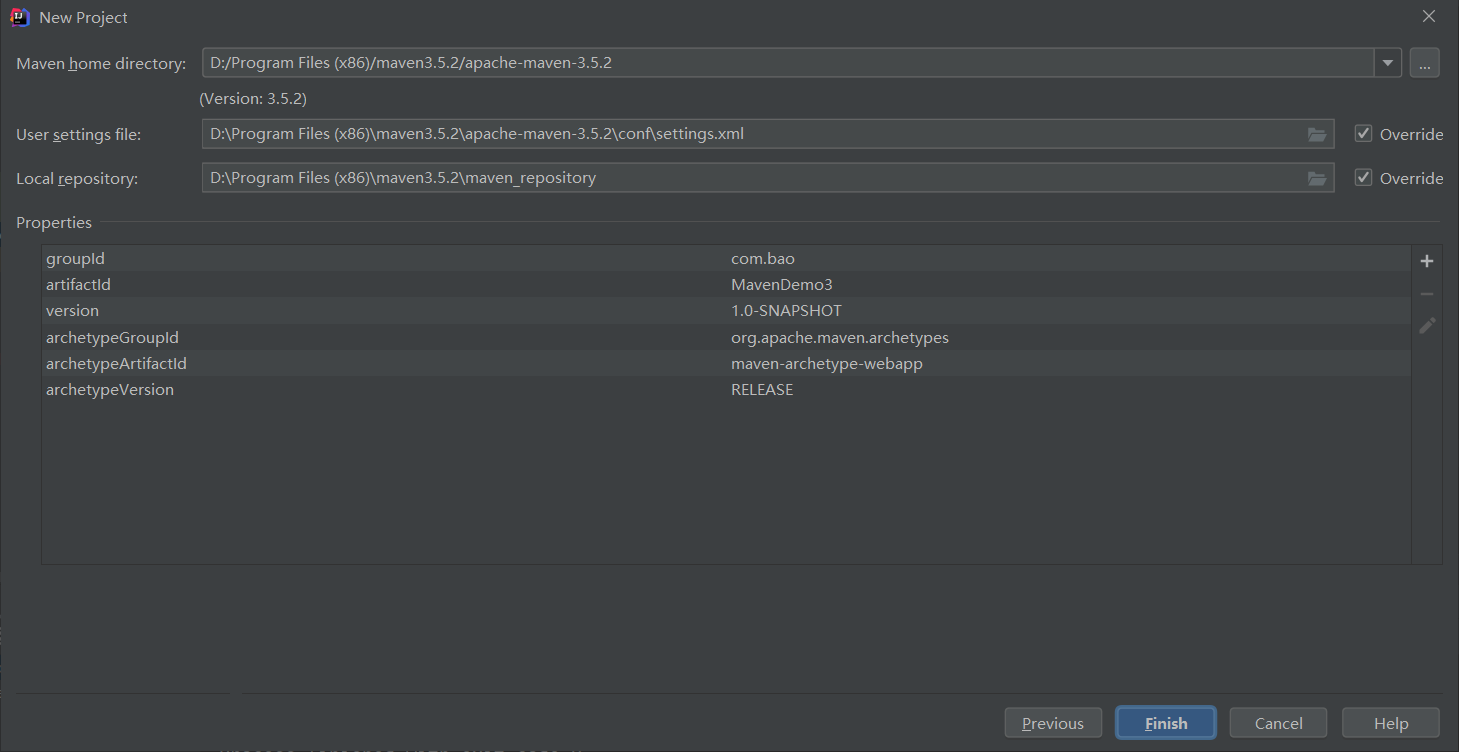 New Project
Maven home directory: D:/Program Files (x86)/maven3.5.2/apache-maven-3.5.2 ...
(Version: 3.5.2)
User settings file: D:\Program Files (x86)\maven3.5.2\apache-maven-3.5.2\conf\settings.xml Override
Local repository: D:\Program Files (x86)\maven3.5.2\maven_repository Override
Properties
groupId com.bao
artifactId MavenDemo3
version 1.0-SNAPSHOT
archetypeGroupId org.apache.maven.archetypes
archetypeArtifactId maven-archetype-webapp
archetypeVersion RELEASE
Previous Finish Cancel Help